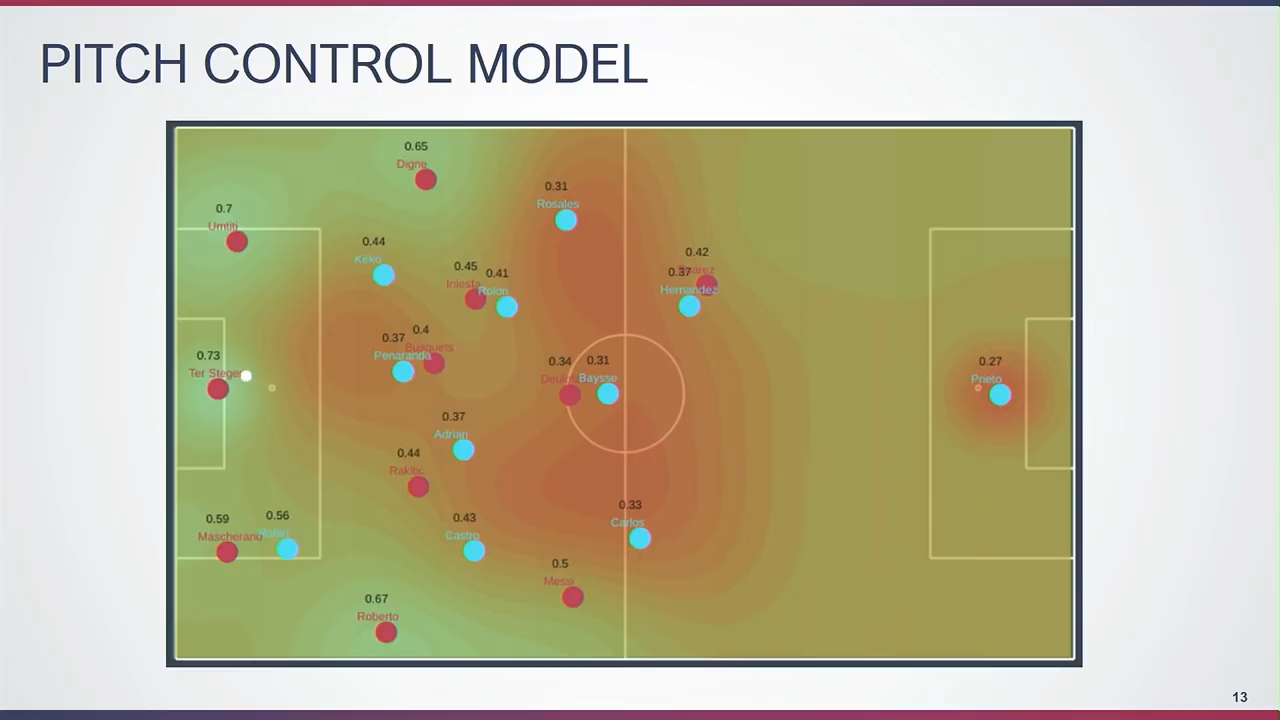 PITCH CONTROL MODEL
0.65
Digne
0.31
Rosales
0.7
Umtiti
0.44
Keko
0.45
Iniesta
0.41
Rolon
0.42
0.37
Hernandez
0.37
0.4
Busquets
Penaranda
0.73
Ter Stegen
0.34
0.31
Baysse
0.27
Prieto
0.37
Adrian
0.44
Rakitic
0.33
Carlos
0.59
Mascherano
0.56
0.43
Castro
0.5
Messi
0.67
Roberto
13